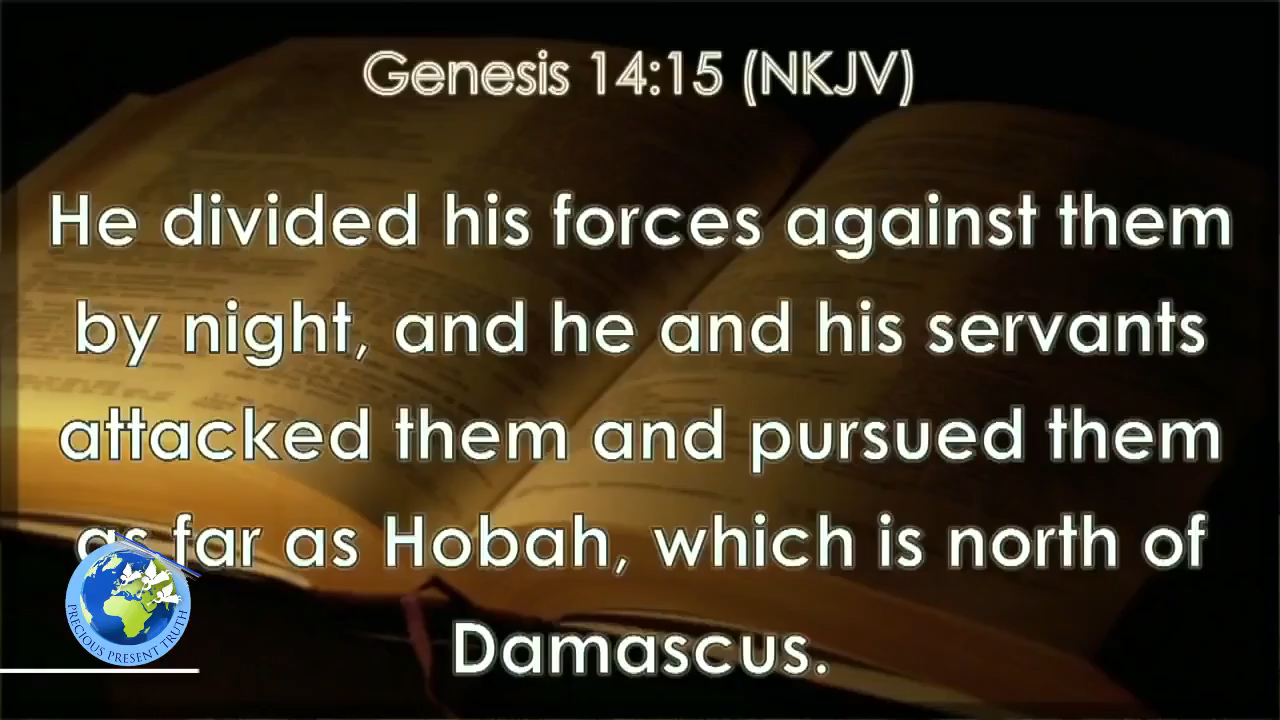 Genesis 14:15 (NKJV)
He divided his forces against them
by night, and he and his servants
attacked them and pursued them
as far as Hobah, which is north of
Damascus.
PRECIOUS PRESENT TRUTH